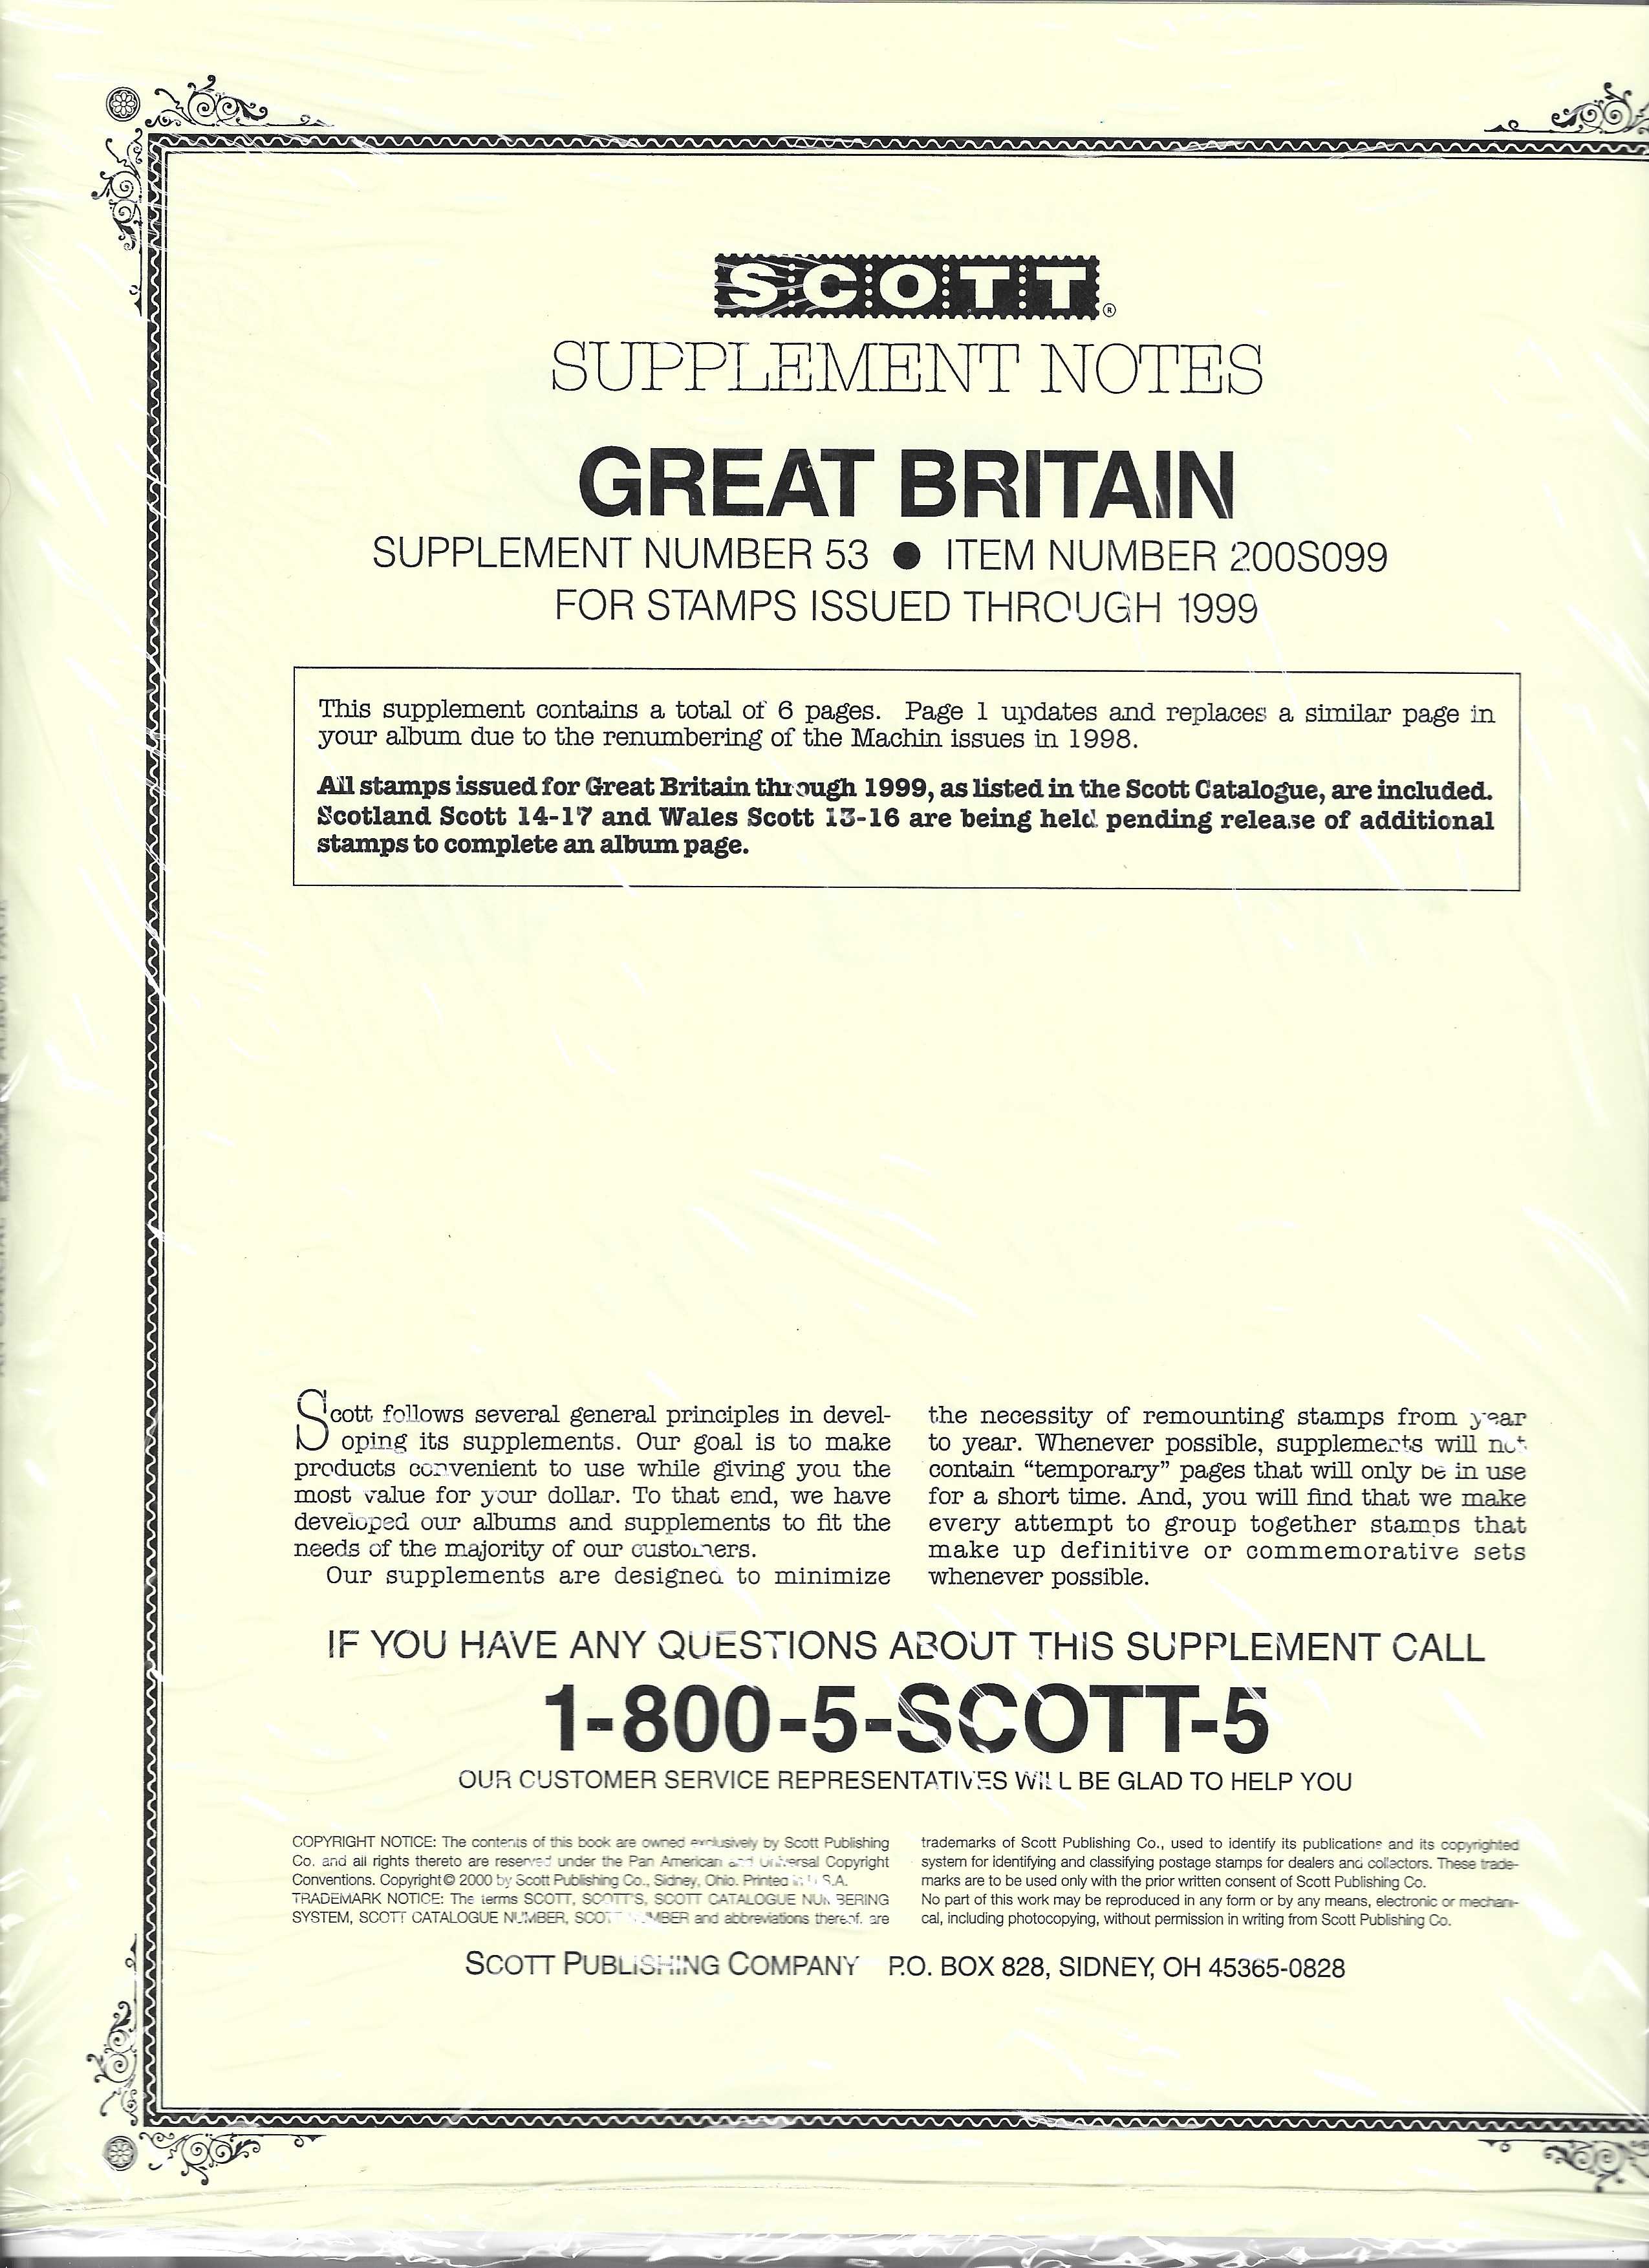 SCOTT®
SUPPLEMENT NOTES
GREAT BRITAIN
SUPPLEMENT NUMBER 53 ● ITEM NUMBER 200S099
FOR STAMPS ISSUED THROUGH 1999
This supplement contains a total of 6 pages. Page 1 updates and replaces a similar page in
your album due to the renumbering of the Machin issues in 1998.
All stamps issued for Great Britain through 1999, as listed in the Scott Catalogue, are included.
Scotland Scott 14-17 and Wales Scott 13-16 are being held pending release of additional
stamps to complete an album page.
Scott follows several general principles in devel-
oping its supplements. Our goal is to make
products convenient to use while giving you the
most value for your dollar. To that end, we have
developed our albums and supplements to fit the
needs of the majority of our customers.
Our supplements are designed to minimize
the necessity of remounting stamps from year
to year. Whenever possible, supplements will not
contain “temporary” pages that will only be in use
for a short time. And, you will find that we make
every attempt to group together stamps that
make up definitive or commemorative sets
whenever possible.
IF YOU HAVE ANY QUESTIONS ABOUT THIS SUPPLEMENT CALL
1-800-5-SCOTT-5
OUR CUSTOMER SERVICE REPRESENTATIVES WILL BE GLAD TO HELP YOU
COPYRIGHT NOTICE: The contents of this book are owned exclusively by Scott Publishing
Co. and all rights thereto are reserved under the Pan American and Universal Copyright
Conventions. Copyright © 2000 by Scott Publishing Co., Sidney, Ohio. Printed in U.S.A.
TRADEMARK NOTICE: The terms SCOTT, SCOTT'S, SCOTT CATALOGUE NUMBERING
SYSTEM, SCOTT CATALOGUE NUMBER, SCOTT NUMBER and abbreviations thereof, are
trademarks of Scott Publishing Co., used to identify its publications and its copyrighted
system for identifying and classifying postage stamps for dealers and collectors. These trade-
marks are to be used only with the prior written consent of Scott Publishing Co.
No part of this work may be reproduced in any form or by any means, electronic or mechani-
cal, including photocopying, without permission in writing from Scott Publishing Co.
SCOTT PUBLISHING COMPANY P.O. BOX 828, SIDNEY, OH 45365-0828